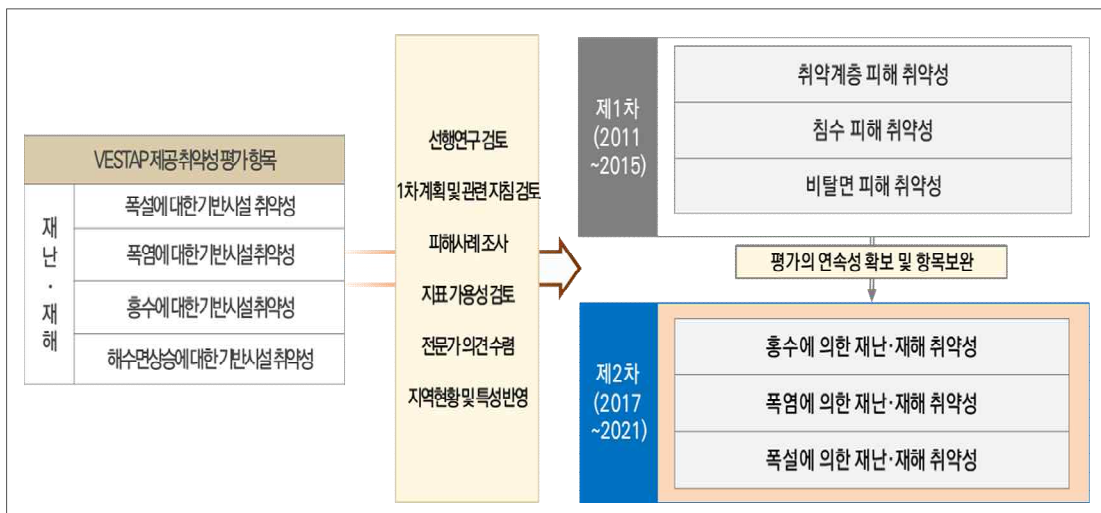 VESTAP 제공 취약성 평가 항목
재
난
·
재
해
폭설에 대한 기반시설 취약성
폭염에 대한 기반시설 취약성
홍수에 대한 기반시설 취약성
해수면상승에 대한 기반시설 취약성
선행연구 검토
1차 계획 및 관련 지침 검토
피해사례 조사
지표 가용성 검토
전문가 의견 수렴
지역현황 및 특성 반영
제1차
(2011
~2015)
취약계층 피해 취약성
침수 피해 취약성
비탈면 피해 취약성
평가의 연속성 확보 및 항목보완
제2차
(2017
~2021)
홍수에 의한 재난·재해 취약성
폭염에 의한 재난·재해 취약성
폭설에 의한 재난·재해 취약성